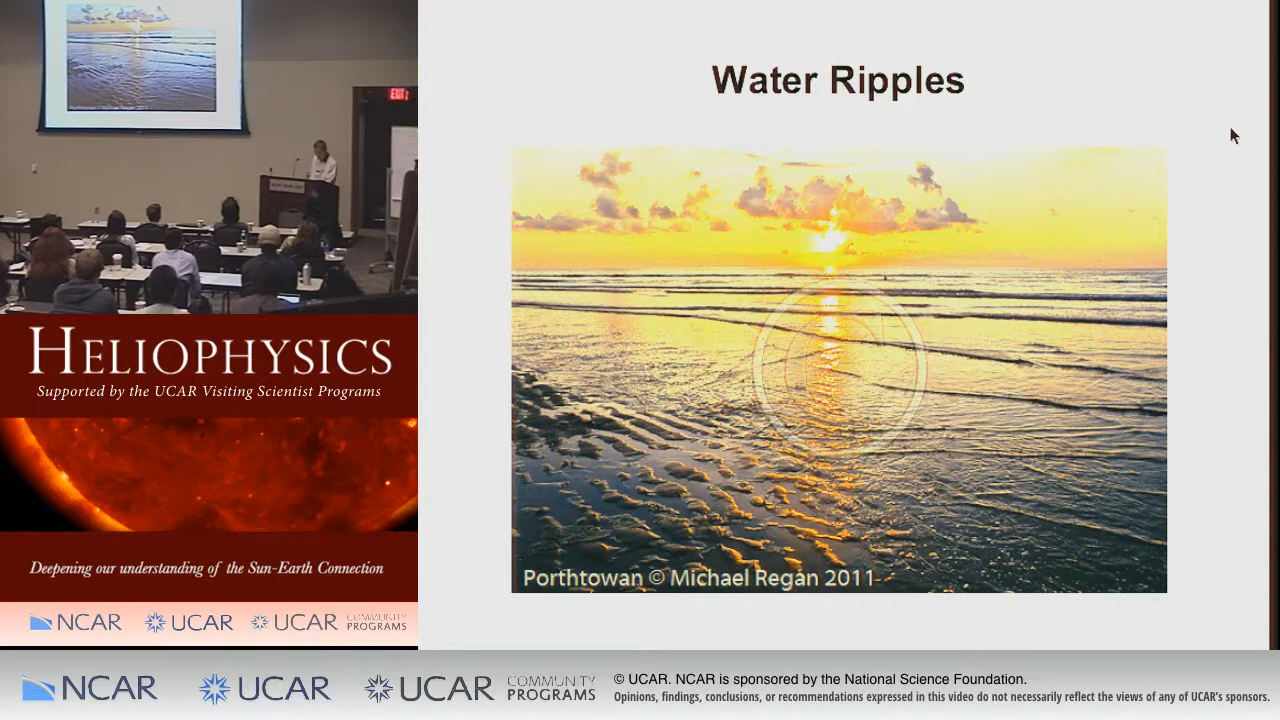 EXIT
HELIOPHYSICS
Supported by the UCAR Visiting Scientist Programs
Deepening our understanding of the Sun-Earth Connection
NCAR UCAR UCAR COMMUNITY
PROGRAMS
Water Ripples
Porthtowan © Michael Regan 2011
NCAR UCAR UCAR COMMUNITY
PROGRAMS
© UCAR. NCAR is sponsored by the National Science Foundation.
Opinions, findings, conclusions, or recommendations expressed in this video do not necessarily reflect the views of any of UCAR's sponsors.